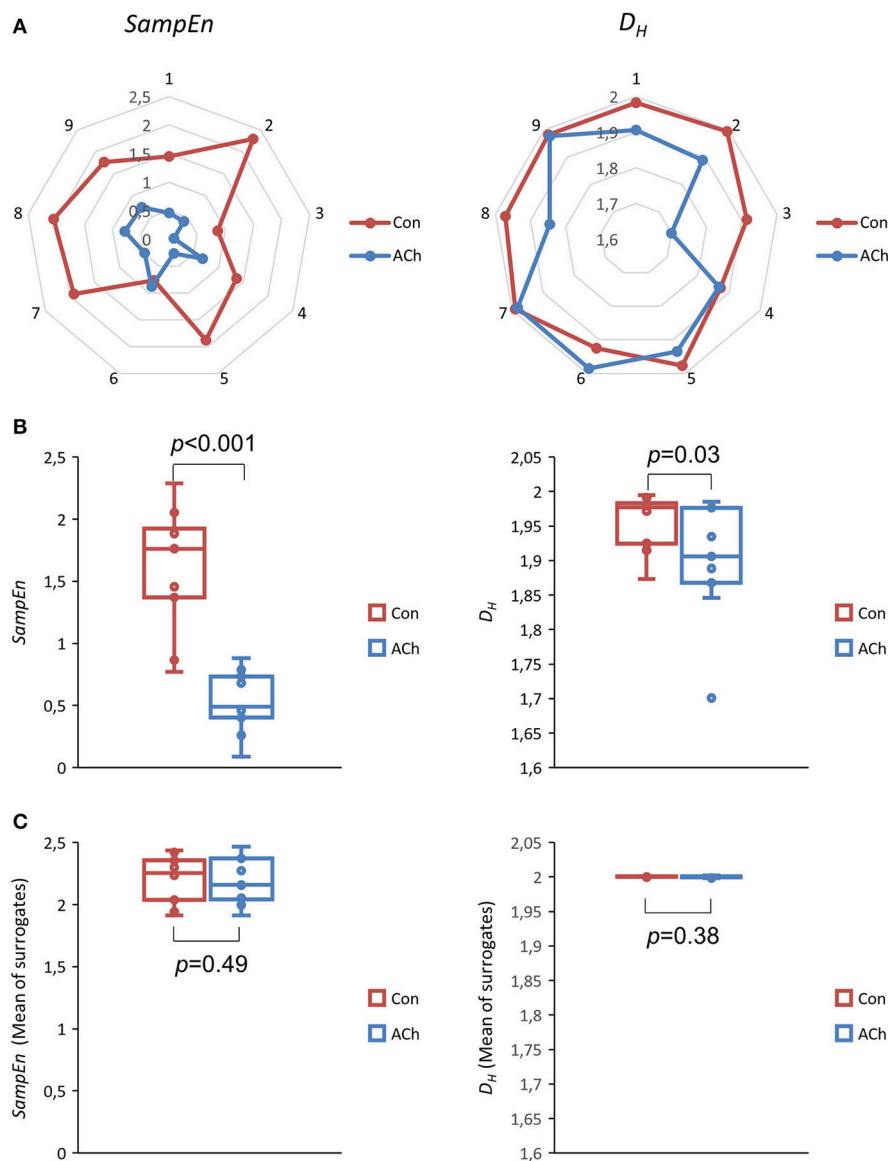 A
SampEn
D_H
1
2
3
4
5
6
7
8
9
2,5
2
1,5
1
0,5
0
Con
ACh
1
2
3
4
5
6
7
8
9
2
1,9
1,8
1,7
1,6
Con
ACh
B
p<0.001
2,5
2
1,5
1
0,5
0
SampEn
Con
ACh
p=0.03
2,05
2
1,95
1,9
1,85
1,8
1,75
1,7
1,65
1,6
D_H
Con
ACh
C
2,5
2
1,5
1
0,5
0
SampEn (Mean of surrogates)
p=0.49
Con
ACh
2,05
2
1,95
1,9
1,85
1,8
1,75
1,7
1,65
1,6
D_H (Mean of surrogates)
p=0.38
Con
ACh